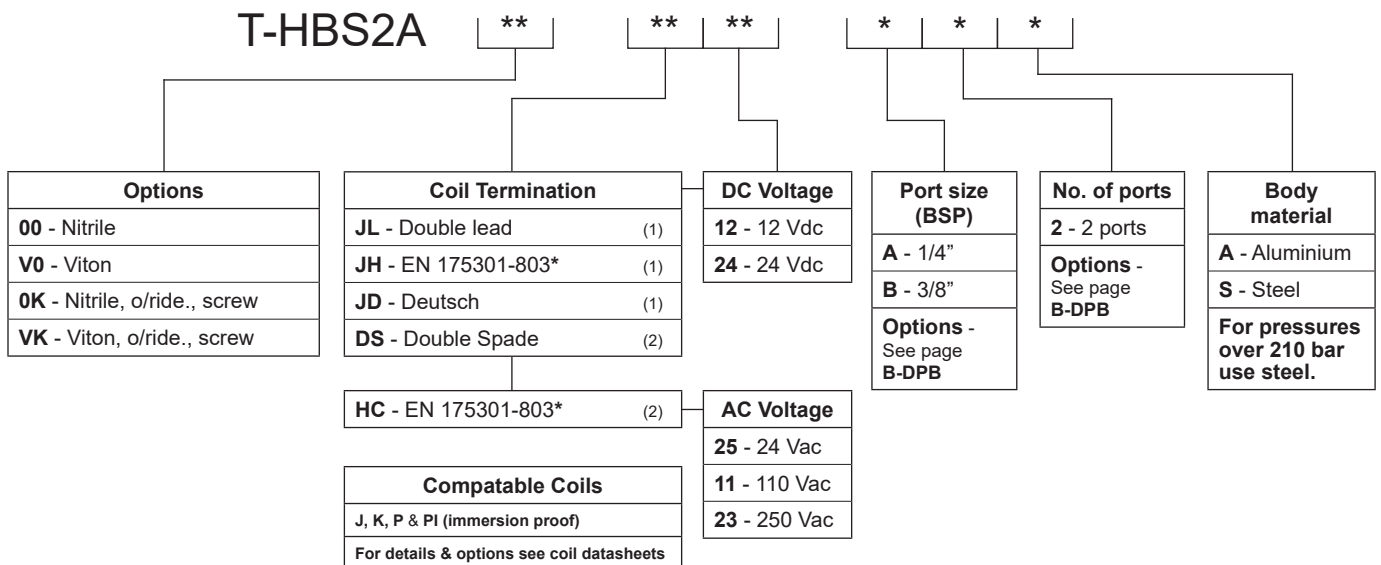 T-HBS2A ** ** ** * * *
Options
00 - Nitrile
V0 - Viton
0K - Nitrile, o/ride., screw
VK - Viton, o/ride., screw
Coil Termination
JL - Double lead (1)
JH - EN 175301-803* (1)
JD - Deutsch (1)
DS - Double Spade (2)
HC - EN 175301-803* (2)
Compatable Coils
J, K, P & PI (immersion proof)
For details & options see coil datasheets
DC Voltage
12 - 12 Vdc
24 - 24 Vdc
AC Voltage
25 - 24 Vac
11 - 110 Vac
23 - 250 Vac
Port size
(BSP)
A - 1/4”
B - 3/8”
Options -
See page
B-DPB
No. of ports
2 - 2 ports
Options -
See page
B-DPB
Body
material
A - Aluminium
S - Steel
For pressures
over 210 bar
use steel.